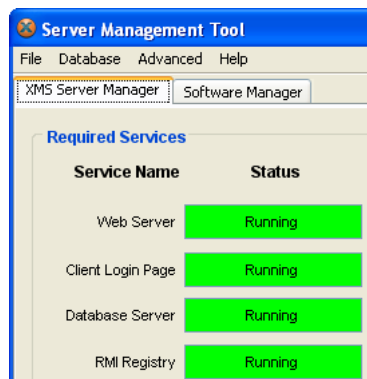 Server Management Tool
File Database Advanced Help
XMS Server Manager Software Manager
Required Services
Service Name Status
Web Server Running
Client Login Page Running
Database Server Running
RMI Registry Running